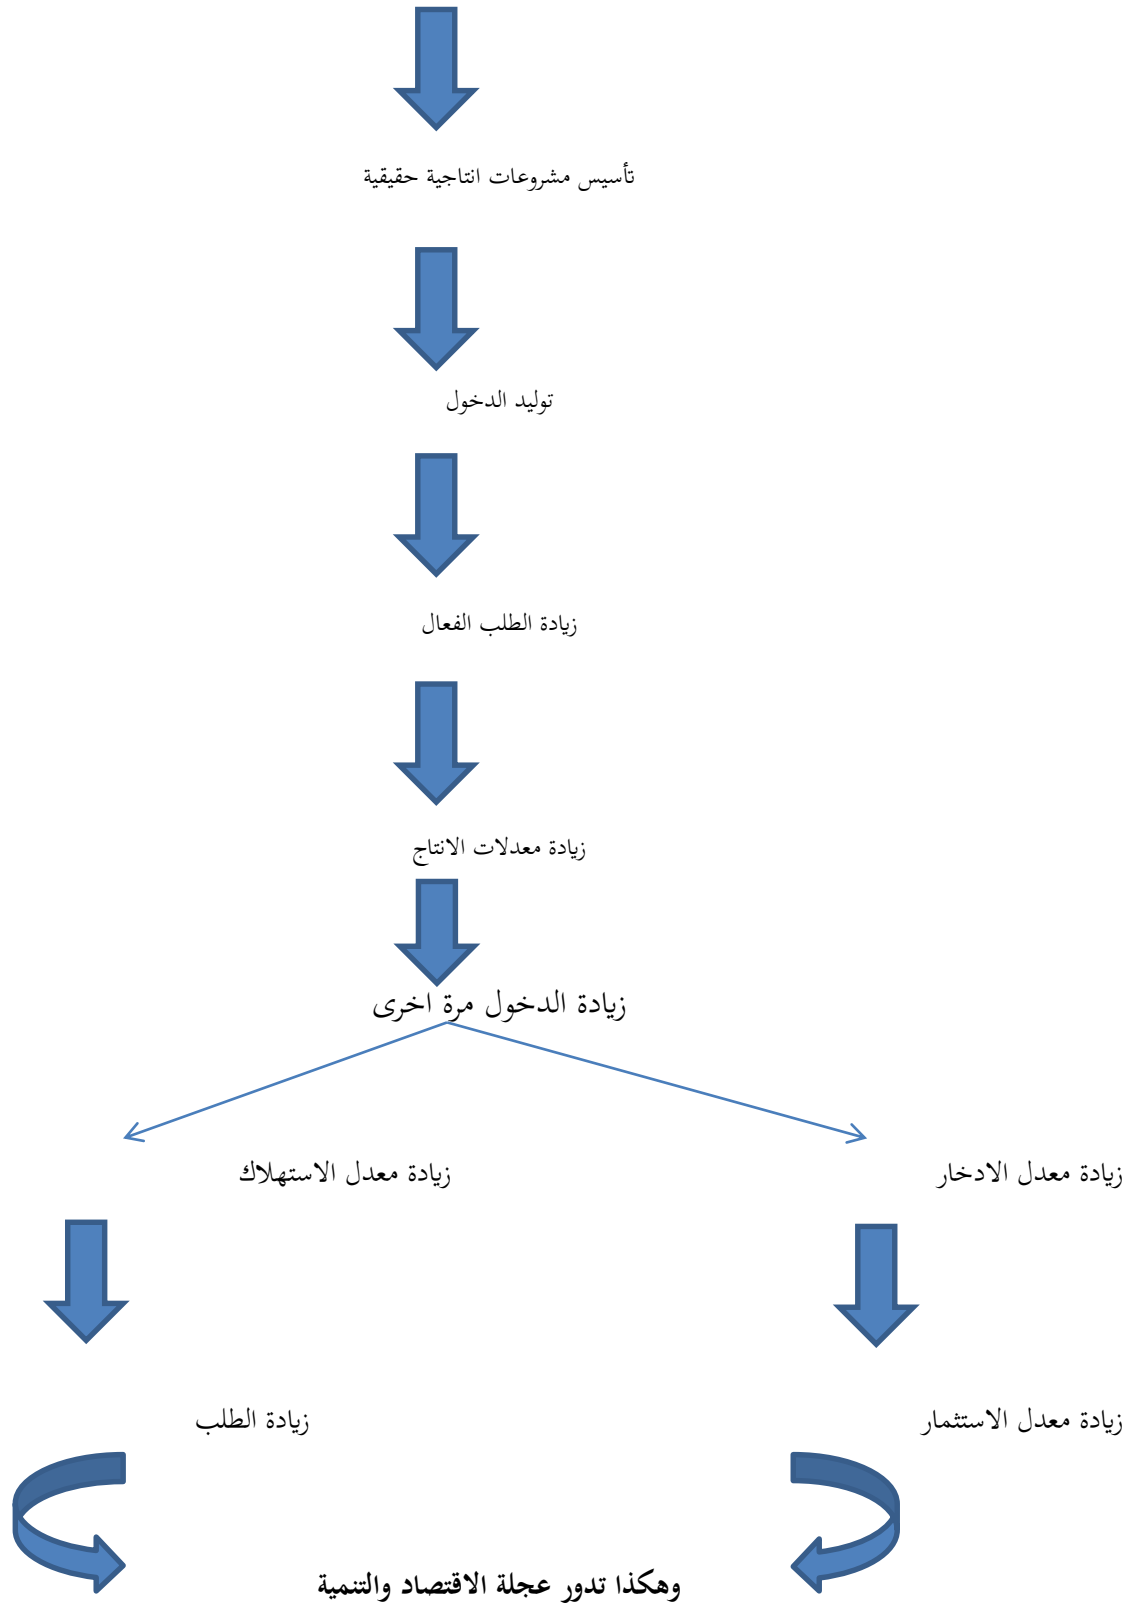 تأسيس مشروعات انتاجية حقيقية
توليد الدخول
زيادة الطلب الفعال
زيادة معدلات الانتاج
زيادة الدخول مرة اخرى
زيادة معدل الادخار
زيادة معدل الاستهلاك
زيادة معدل الاستثمار
زيادة الطلب
وهكذا تدور عجلة الاقتصاد والتنمية